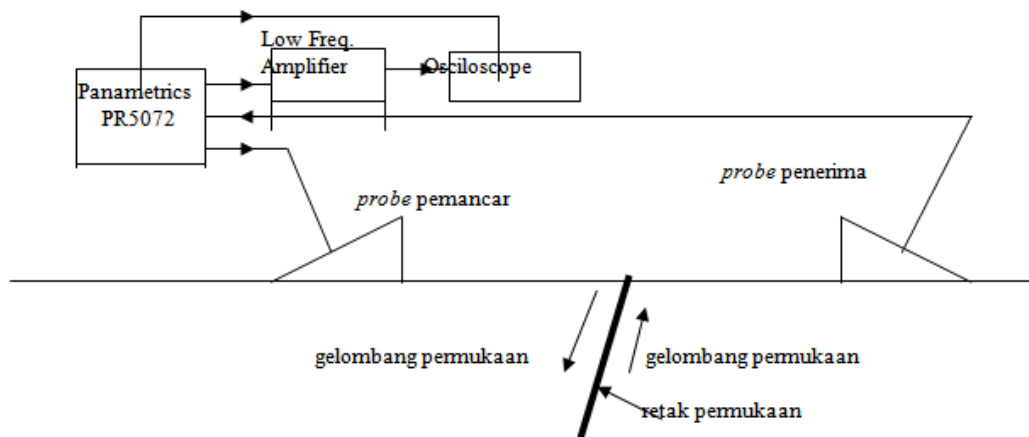 Low Freq.
Amplifier
Osciloscope
Panametrics
PR5072
probe penerima
probe pemancar
gelombang permukaan
gelombang permukaan
retak permukaan